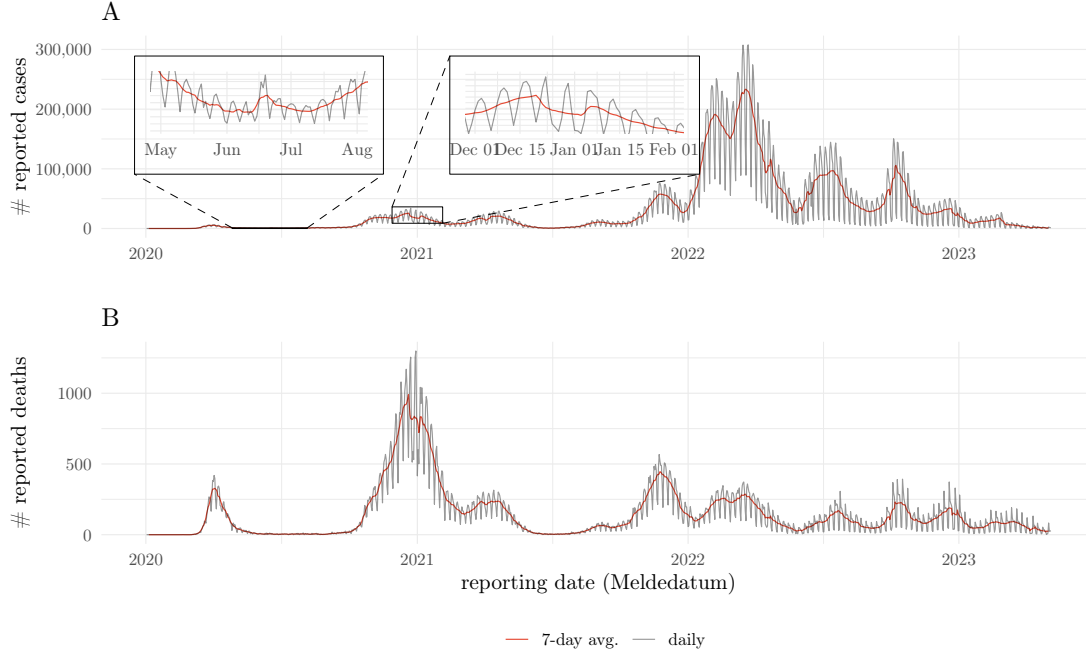 A
# reported cases
300,000
200,000
100,000
0
May Jun Jul Aug
Dec 01 Dec 15 Jan 01 Jan 15 Feb 01
2020 2021 2022 2023
B
# reported deaths
1000
500
0
2020 2021 2022 2023
reporting date (Meldedatum)
7-day avg. daily